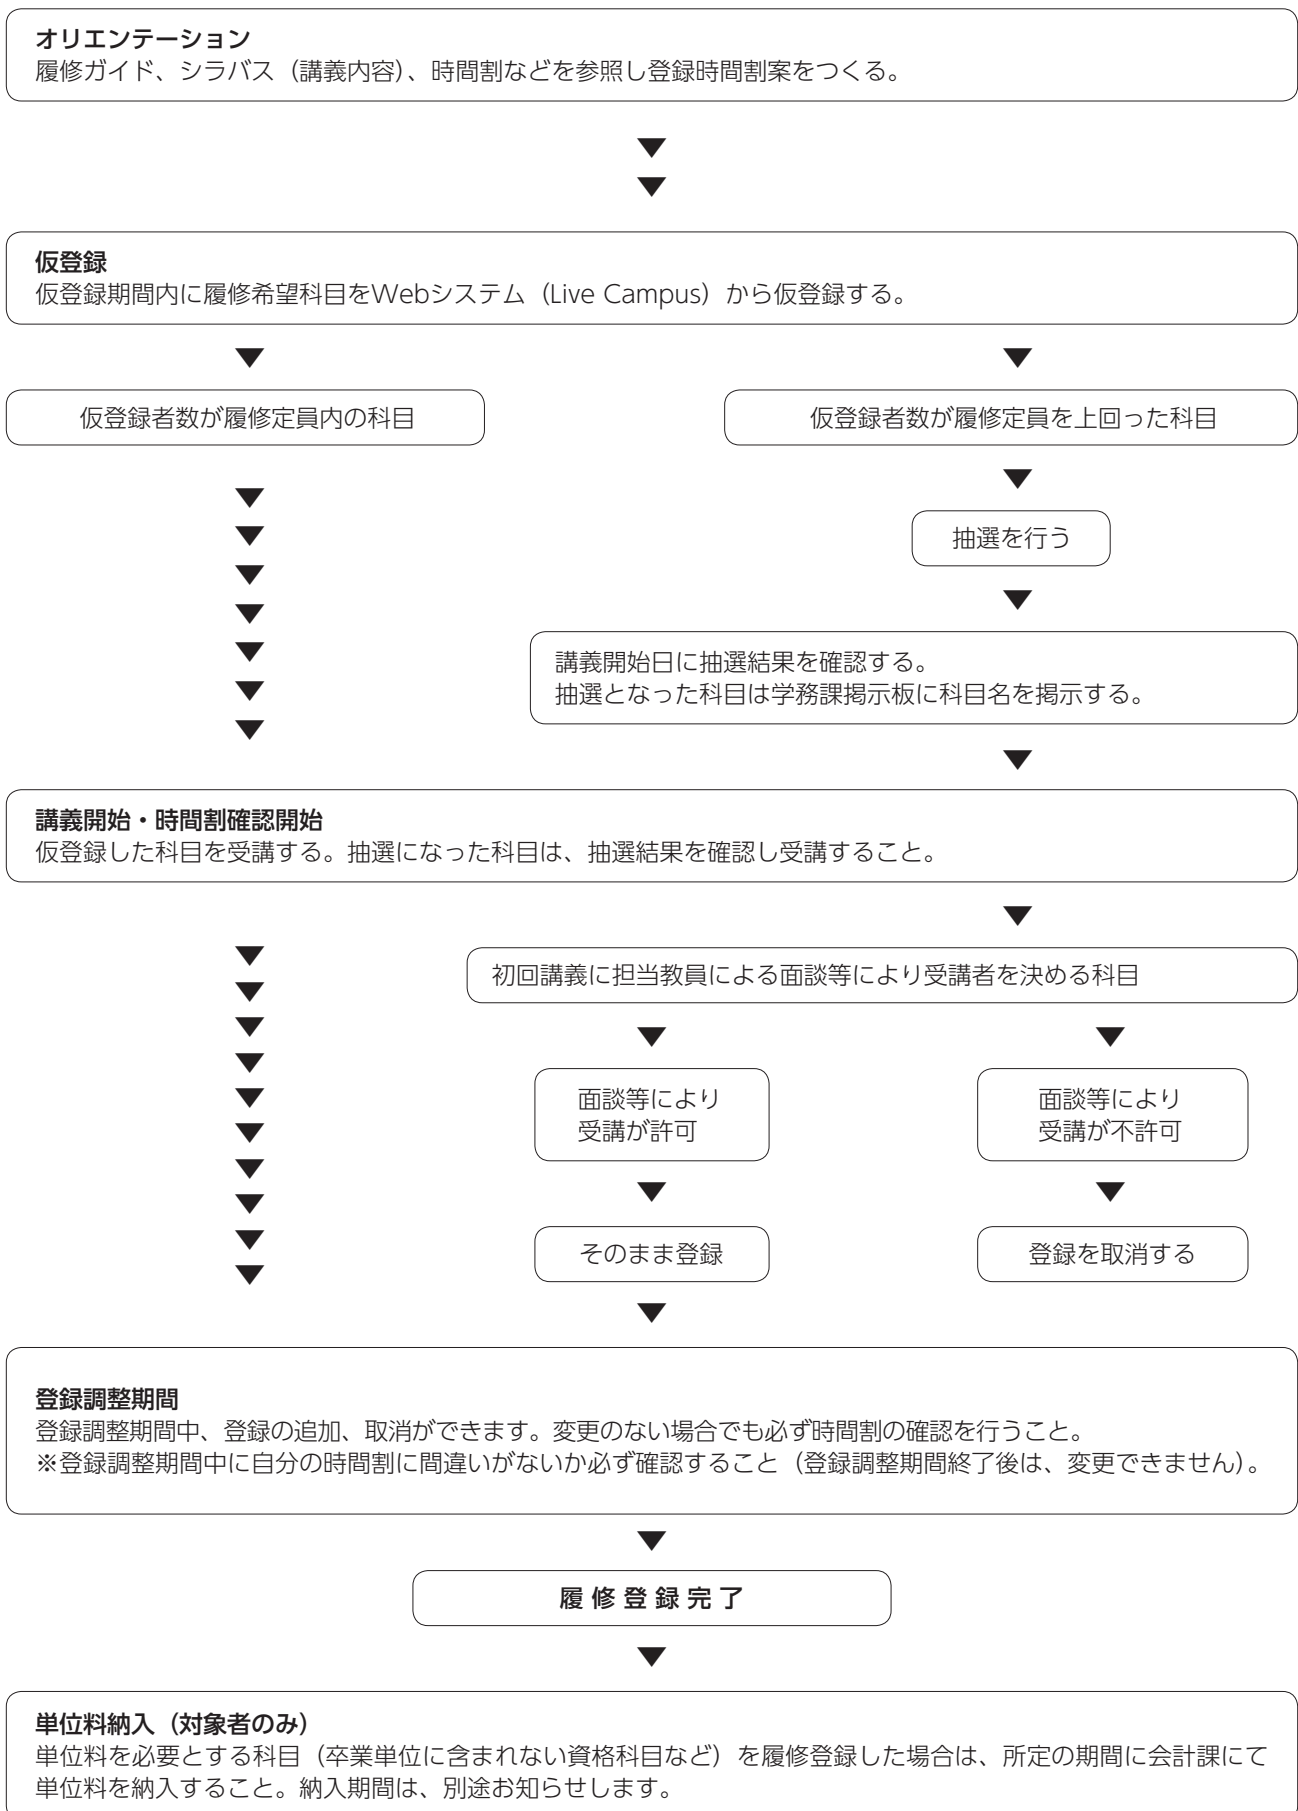 オリエンテーション
履修ガイド、シラバス（講義内容）、時間割などを参照し登録時間割案をつくる。
▼
▼
仮登録
仮登録期間内に履修希望科目をWebシステム（Live Campus）から仮登録する。
▼ ▼
仮登録者数が履修定員内の科目
仮登録者数が履修定員を上回った科目
抽選を行う
講義開始日に抽選結果を確認する。
抽選となった科目は学務課掲示板に科目名を掲示する。
講義開始・時間割確認開始
仮登録した科目を受講する。抽選になった科目は、抽選結果を確認し受講すること。
初回講義に担当教員による面談等により受講者を決める科目
面談等により
受講が許可
面談等により
受講が不許可
そのまま登録
登録を取消する
登録調整期間
登録調整期間中、登録の追加、取消ができます。変更のない場合でも必ず時間割の確認を行うこと。
※登録調整期間中に自分の時間割に間違いがないか必ず確認すること（登録調整期間終了後は、変更できません）。
履修登録完了
単位料納入（対象者のみ）
単位料を必要とする科目（卒業単位に含まれない資格科目など）を履修登録した場合は、所定の期間に会計課にて
単位料を納入すること。納入期間は、別途お知らせします。